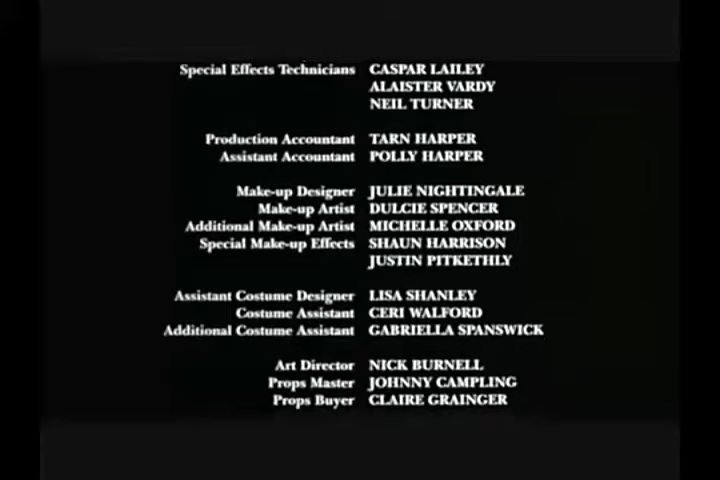 Special Effects Technicians CASPAR LAILEY
ALAISTER VARDY
NEIL TURNER
Production Accountant TARN HARPER
Assistant Accountant POLLY HARPER
Make-up Designer JULIE NIGHTINGALE
Make-up Artist DULCIE SPENCER
Additional Make-up Artist MICHELLE OXFORD
Special Make-up Effects SHAUN HARRISON
JUSTIN PITKETHLY
Assistant Costume Designer LISA SHANLEY
Costume Assistant CERI WALFORD
Additional Costume Assistant GABRIELLA SPANSWICK
Art Director NICK BURNELL
Props Master JOHNNY CAMPLING
Props Buyer CLAIRE GRAINGER